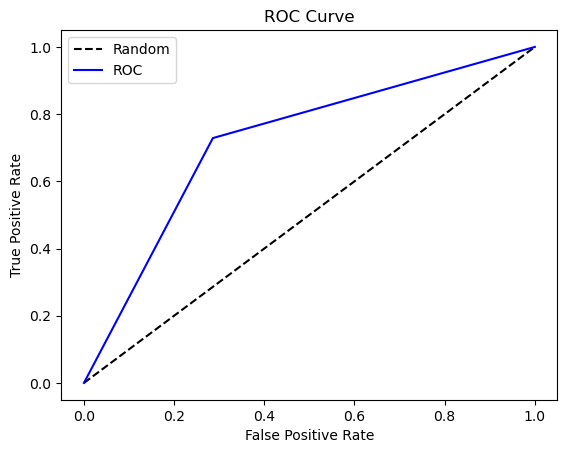 ROC Curve
Random
ROC
True Positive Rate
1.0
0.8
0.6
0.4
0.2
0.0
0.0 0.2 0.4 0.6 0.8 1.0
False Positive Rate